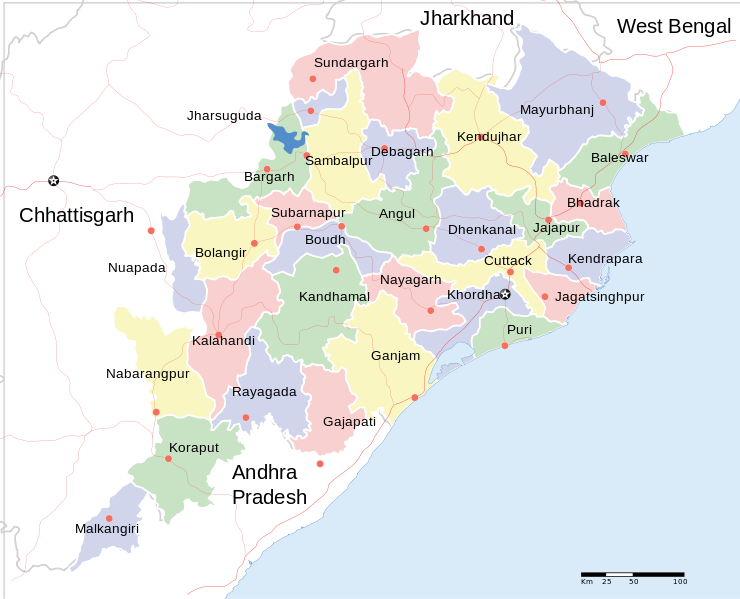 Jharkhand
West Bengal
Sundargarh
Jharsuguda
Mayurbhanj
Kendujhar
Debagarh
Sambalpur
Baleswar
Bargarh
Bhadrak
Chhattisgarh
Subarnapur
Angul
Dhenkanal
Jajapur
Boudh
Bolangir
Cuttack
Kendrapara
Nuapada
Nayagarh
Kandhamal
Khordha
Jagatsinghpur
Puri
Kalahandi
Ganjam
Nabarangpur
Rayagada
Gajapati
Koraput
Andhra
Pradesh
Malkangiri
Km 25 50 100